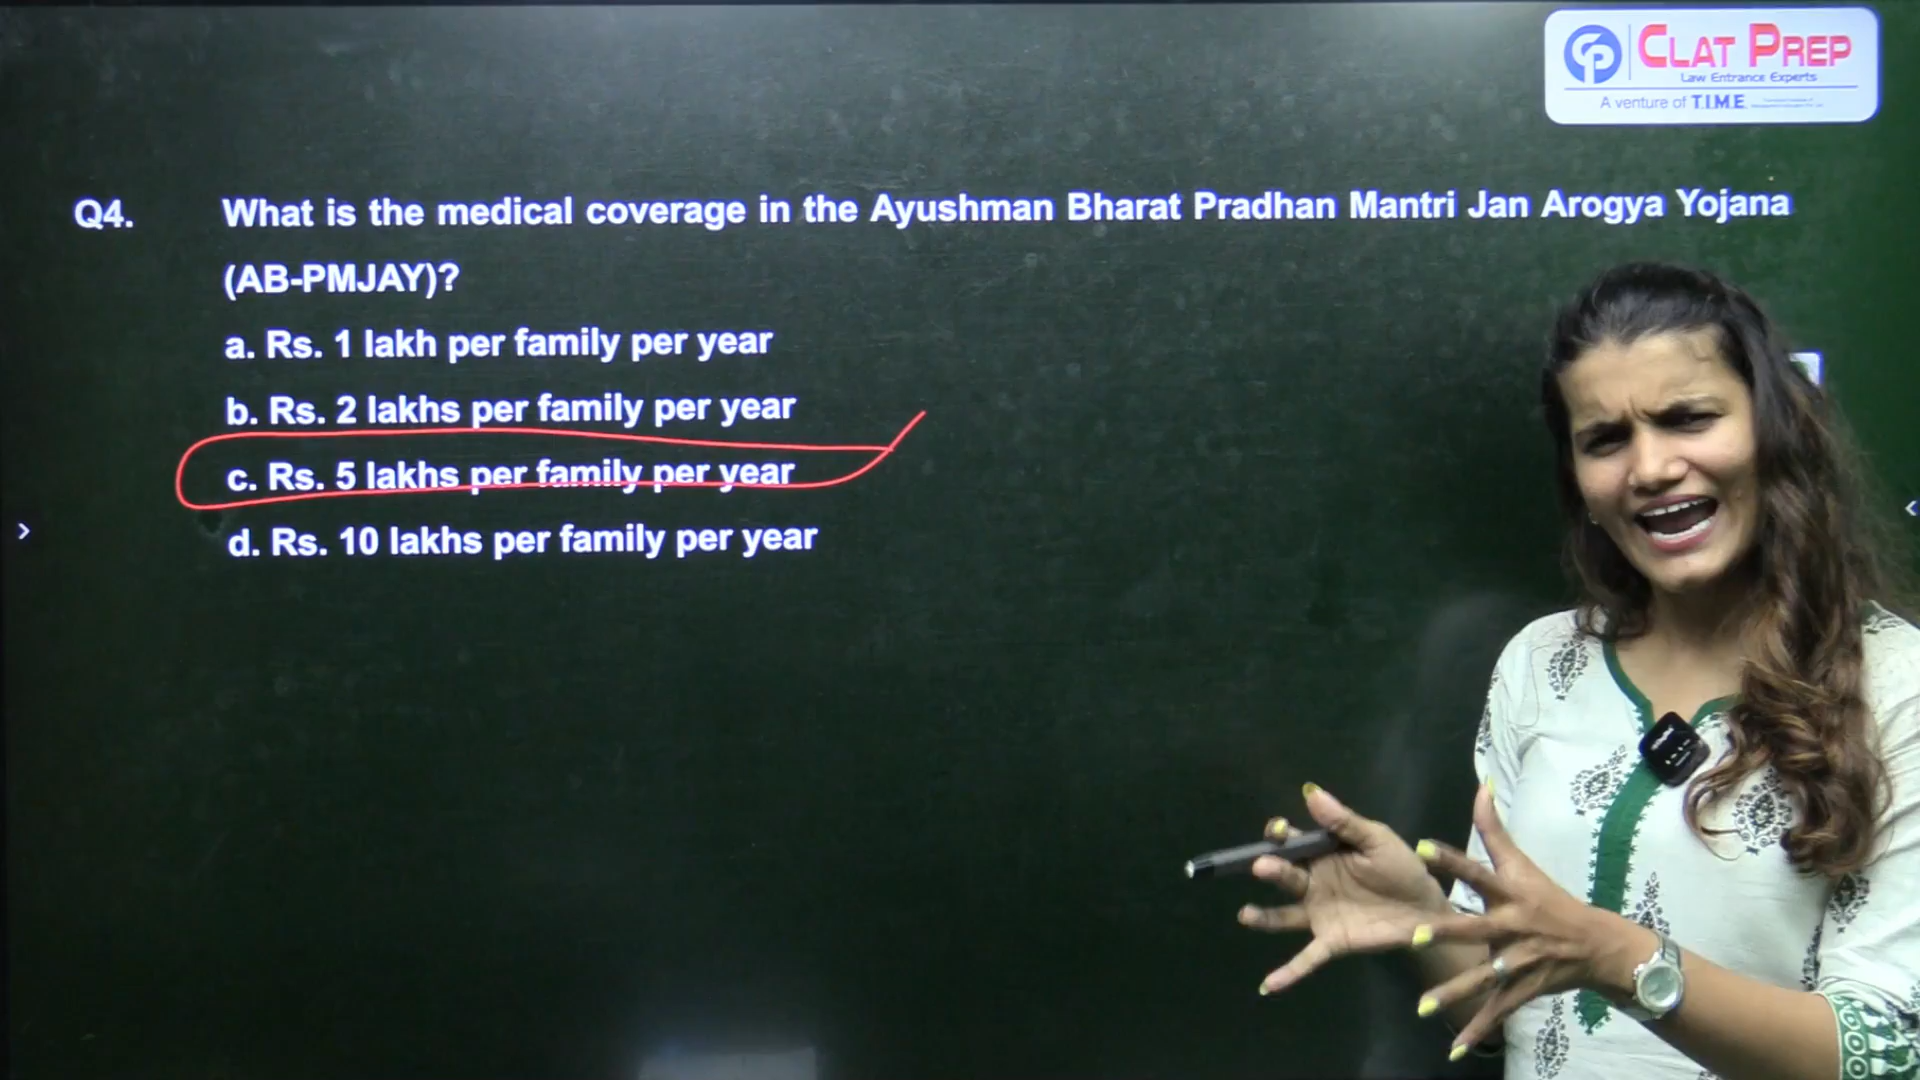 CLAT PREP
Law Entrance Experts
A venture of T.I.M.E.
Q4. What is the medical coverage in the Ayushman Bharat Pradhan Mantri Jan Arogya Yojana
(AB-PMJAY)?
a. Rs. 1 lakh per family per year
b. Rs. 2 lakhs per family per year
c. Rs. 5 lakhs per family per year
d. Rs. 10 lakhs per family per year